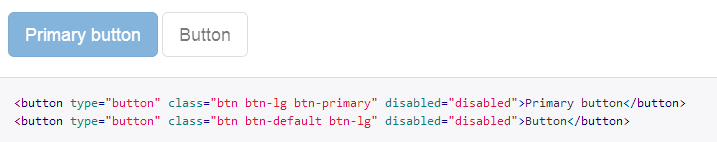 Primary button Button
<button type="button" class="btn btn-lg btn-primary" disabled="disabled">Primary button</button>
<button type="button" class="btn btn-default btn-lg" disabled="disabled">Button</button>